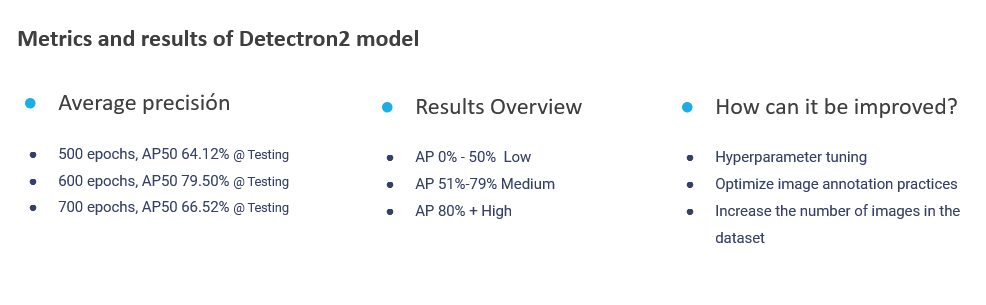 Metrics and results of Detectron2 model
Average precisión
500 epochs, AP50 64.12% @ Testing
600 epochs, AP50 79.50% @ Testing
700 epochs, AP50 66.52% @ Testing
Results Overview
AP 0% - 50% Low
AP 51%-79% Medium
AP 80% + High
How can it be improved?
Hyperparameter tuning
Optimize image annotation practices
Increase the number of images in the
dataset